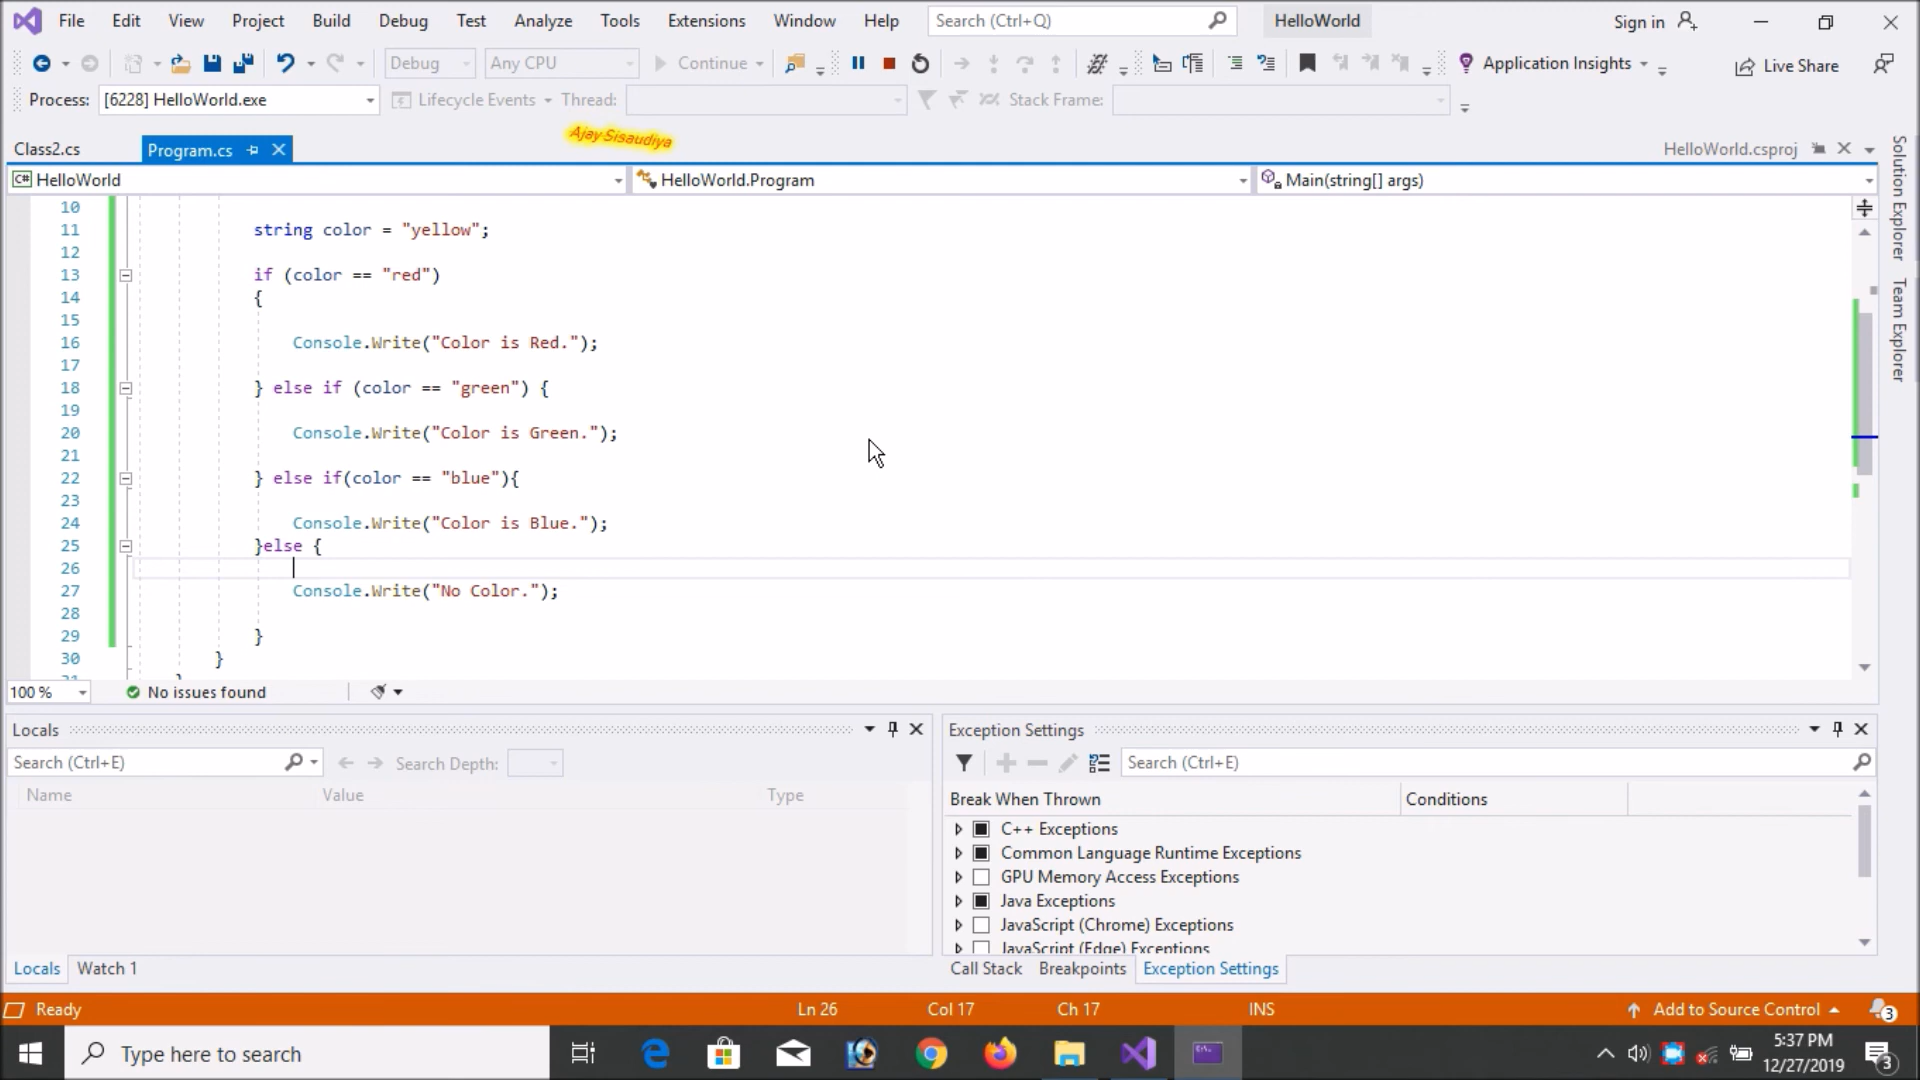 File Edit View Project Build Debug Test Analyze Tools Extensions Window Help Search (Ctrl+Q) HelloWorld Sign in
Debug Any CPU Continue Application Insights Live Share
Process: [6228] HelloWorld.exe Lifecycle Events Thread: Stack Frame:
Ajay Sisaudiya
Class2.cs Program.cs HelloWorld.csproj
C# HelloWorld HelloWorld.Program Main(string[] args)
Solution Explorer
Team Explorer
10
11 string color = "yellow";
12
13 if (color == "red")
14 {
15
16 Console.Write("Color is Red.");
17
18 } else if (color == "green") {
19
20 Console.Write("Color is Green.");
21
22 } else if(color == "blue"){
23
24 Console.Write("Color is Blue.");
25 }else {
26
27 Console.Write("No Color.");
28
29 }
30 }
100 % No issues found
Locals
Search (Ctrl+E) Search Depth:
Name Value Type
Locals Watch 1
Exception Settings
Search (Ctrl+E)
Break When Thrown Conditions
C++ Exceptions
Common Language Runtime Exceptions
GPU Memory Access Exceptions
Java Exceptions
JavaScript (Chrome) Exceptions
JavaScript (Edge) Exceptions
Call Stack Breakpoints Exception Settings
Ready Ln 26 Col 17 Ch 17 INS Add to Source Control 3
Type here to search 5:37 PM
12/27/2019 3